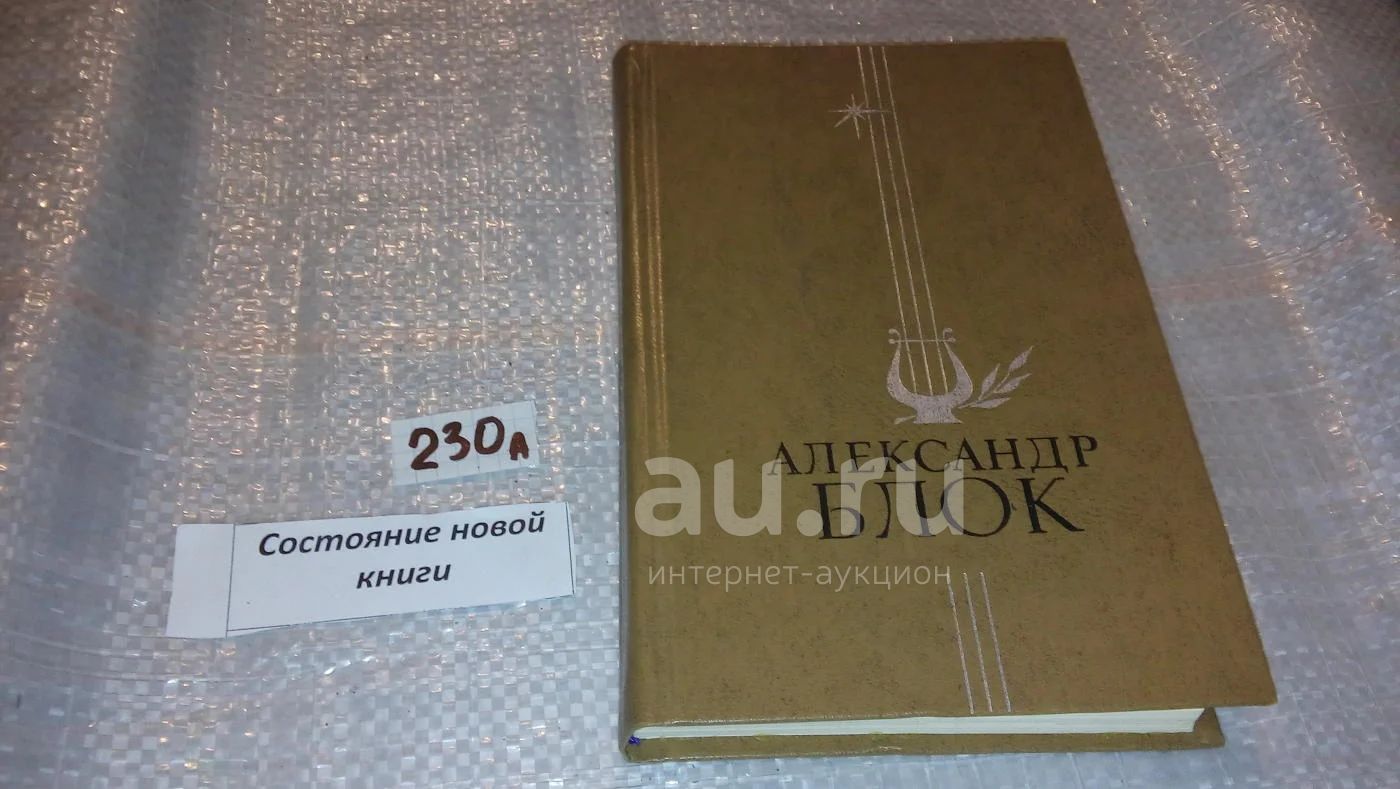 230А
Состояние новой
книги
АЛЕКСАНДР
БЛОК
au.ru
интернет-аукцион